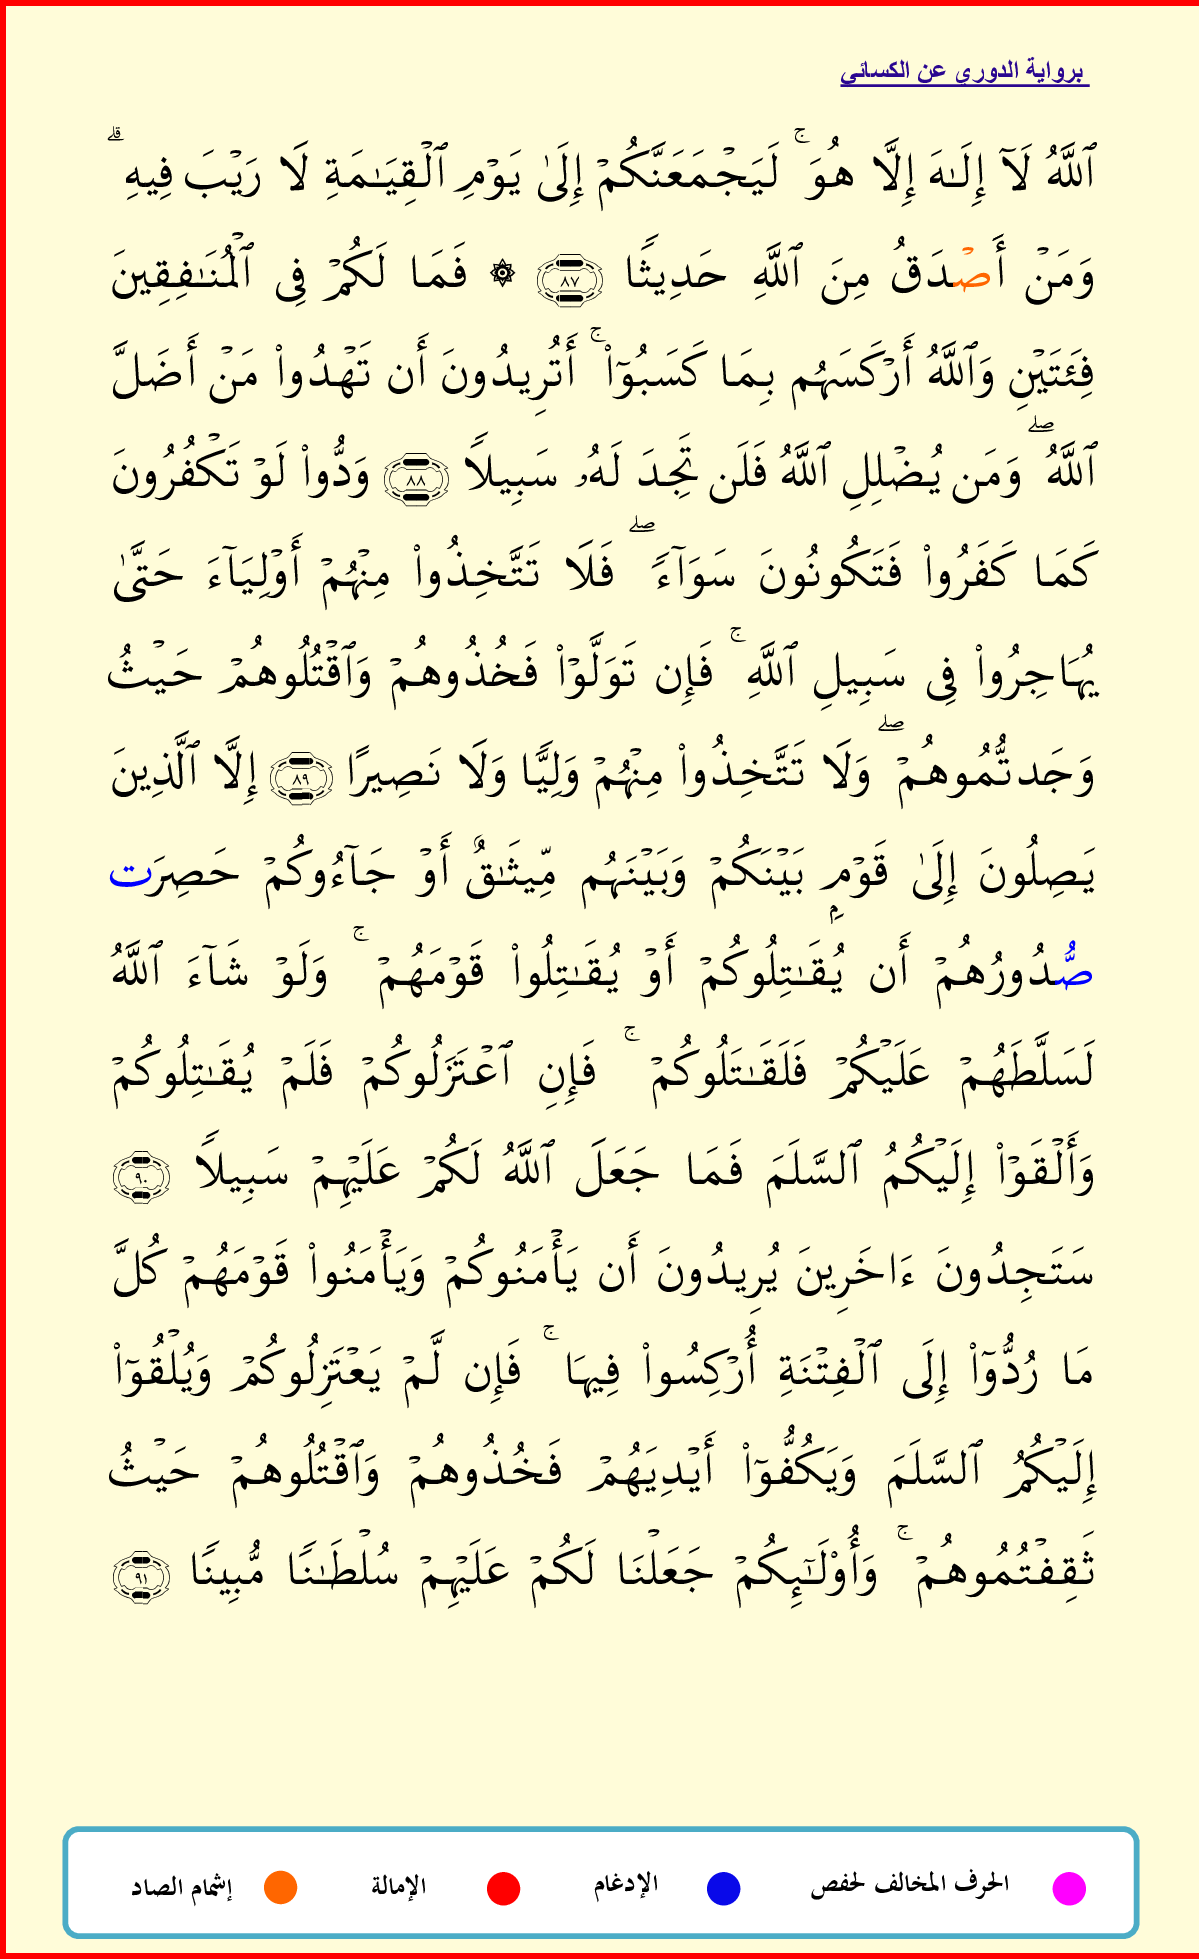 برواية الدوري عن الكسائي
ٱللَّهُ لَآ إِلَـٰهَ إِلَّا هُوَ ۚ لَيَجْمَعَنَّكُمْ إِلَىٰ يَوْمِ ٱلْقِيَـٰمَةِ لَا رَيْبَ فِيهِ ۗ
وَمَنْ أَصْدَقُ مِنَ ٱللَّهِ حَدِيثًا ٨٧ ۞ فَمَا لَكُمْ فِى ٱلْمُنَـٰفِقِينَ
فِئَتَيْنِ وَٱللَّهُ أَرْكَسَهُم بِمَا كَسَبُوٓا۟ ۚ أَتُرِيدُونَ أَن تَهْدُوا۟ مَنْ أَضَلَّ
ٱللَّهُ ۖ وَمَن يُضْلِلِ ٱللَّهُ فَلَن تَجِدَ لَهُۥ سَبِيلًا ٨٨ وَدُّوا۟ لَوْ تَكْفُرُونَ
كَمَا كَفَرُوا۟ فَتَكُونُونَ سَوَآءً ۖ فَلَا تَتَّخِذُوا۟ مِنْهُمْ أَوْلِيَآءَ حَتَّىٰ
يُهَاجِرُوا۟ فِى سَبِيلِ ٱللَّهِ ۚ فَإِن تَوَلَّوْا۟ فَخُذُوهُمْ وَٱقْتُلُوهُمْ حَيْثُ
وَجَدتُّمُوهُمْ ۖ وَلَا تَتَّخِذُوا۟ مِنْهُمْ وَلِيًّا وَلَا نَصِيرًا ٨٩ إِلَّا ٱلَّذِينَ
يَصِلُونَ إِلَىٰ قَوْمٍۭ بَيْنَكُمْ وَبَيْنَهُم مِّيثَـٰقٌ أَوْ جَآءُوكُمْ حَصِرَت
صُّدُورُهُمْ أَن يُقَـٰتِلُوكُمْ أَوْ يُقَـٰتِلُوا۟ قَوْمَهُمْ ۚ وَلَوْ شَآءَ ٱللَّهُ
لَسَلَّطَهُمْ عَلَيْكُمْ فَلَقَـٰتَلُوكُمْ ۚ فَإِنِ ٱعْتَزَلُوكُمْ فَلَمْ يُقَـٰتِلُوكُمْ
وَأَلْقَوْا۟ إِلَيْكُمُ ٱلسَّلَمَ فَمَا جَعَلَ ٱللَّهُ لَكُمْ عَلَيْهِمْ سَبِيلًا ٩٠
سَتَجِدُونَ ءَاخَرِينَ يُرِيدُونَ أَن يَأْمَنُوكُمْ وَيَأْمَنُوا۟ قَوْمَهُمْ كُلَّ
مَا رُدُّوٓا۟ إِلَى ٱلْفِتْنَةِ أُرْكِسُوا۟ فِيهَا ۚ فَإِن لَّمْ يَعْتَزِلُوكُمْ وَيُلْقُوٓا۟
إِلَيْكُمُ ٱلسَّلَمَ وَيَكُفُّوٓا۟ أَيْدِيَهُمْ فَخُذُوهُمْ وَٱقْتُلُوهُمْ حَيْثُ
ثَقِفْتُمُوهُمْ ۚ وَأُو۟لَـٰٓئِكُمْ جَعَلْنَا لَكُمْ عَلَيْهِمْ سُلْطَـٰنًا مُّبِينًا ٩١
الحرف المخالف لحفص الإدغام الإمالة إشمام الصاد